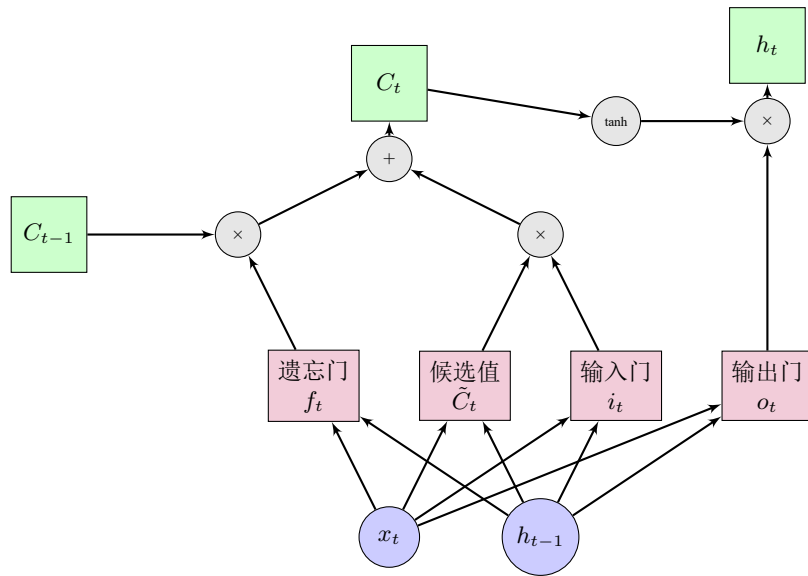 h_t
C_t
tanh
×
+
C_{t−1}
×
×
遗忘门
f_t
候选值
C̃_t
输入门
i_t
输出门
o_t
x_t
h_{t−1}